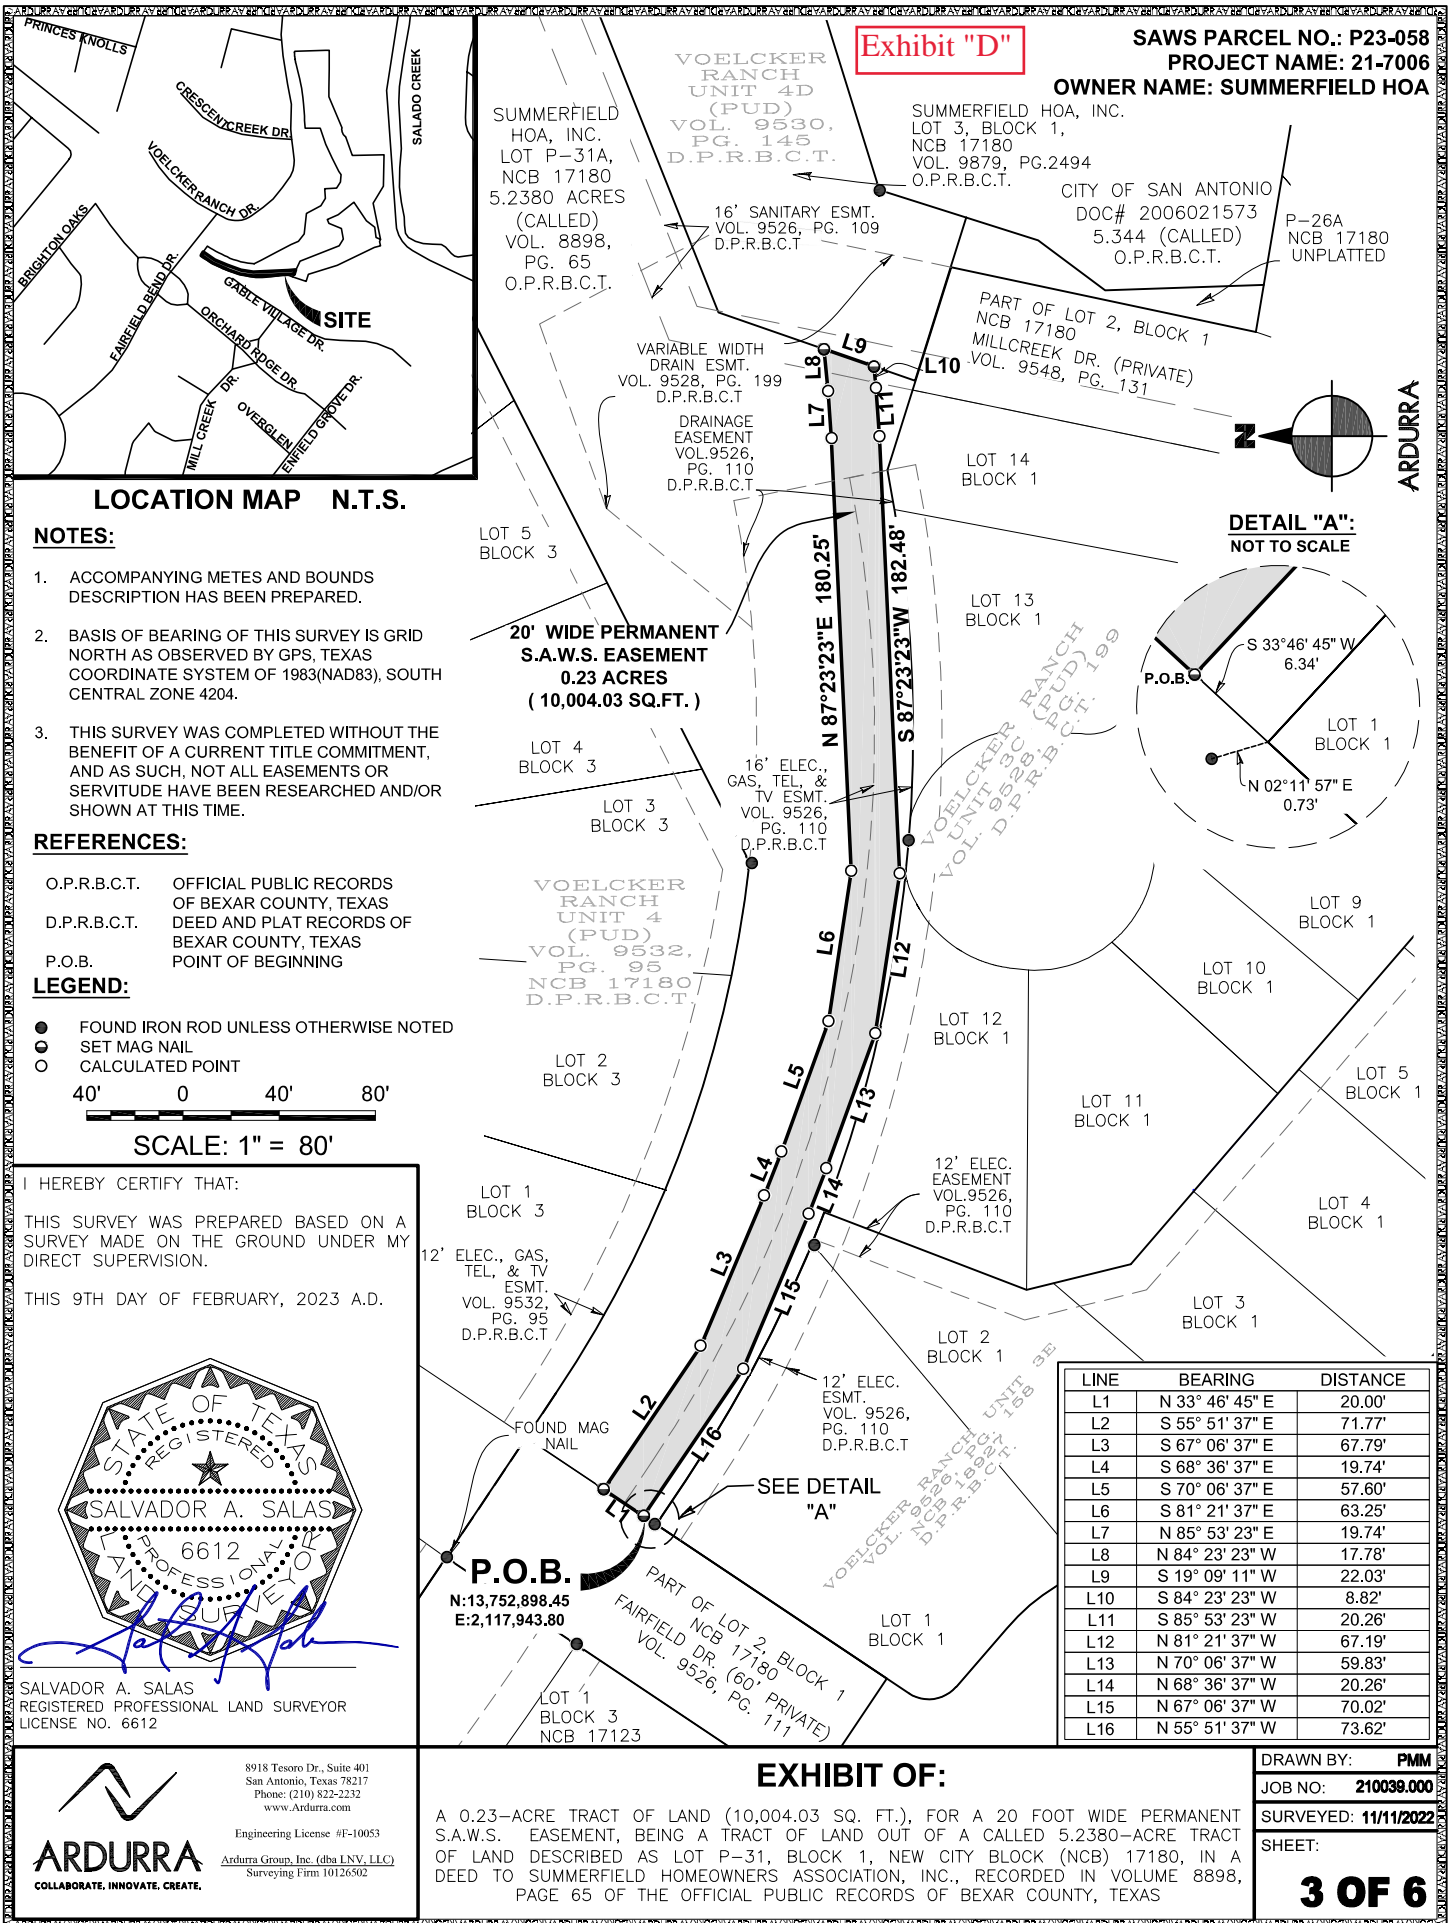 Exhibit "D"
SAWS PARCEL NO.: P23-058
PROJECT NAME: 21-7006
OWNER NAME: SUMMERFIELD HOA
PRINCES KNOLLS
CRESCENT CREEK DR.
VOELCKER RANCH DR.
SALADO CREEK
BRIGHTON OAKS
FAIRFIELD BEND DR.
GABLE VILLAGE DR.
ORCHARD RDGE DR.
SITE
MILL CREEK DR.
OVERGLEN
ENFIELD GROVE DR.
LOCATION MAP N.T.S.
NOTES:
1. ACCOMPANYING METES AND BOUNDS
DESCRIPTION HAS BEEN PREPARED.
2. BASIS OF BEARING OF THIS SURVEY IS GRID
NORTH AS OBSERVED BY GPS, TEXAS
COORDINATE SYSTEM OF 1983(NAD83), SOUTH
CENTRAL ZONE 4204.
3. THIS SURVEY WAS COMPLETED WITHOUT THE
BENEFIT OF A CURRENT TITLE COMMITMENT,
AND AS SUCH, NOT ALL EASEMENTS OR
SERVITUDE HAVE BEEN RESEARCHED AND/OR
SHOWN AT THIS TIME.
REFERENCES:
O.P.R.B.C.T. OFFICIAL PUBLIC RECORDS
OF BEXAR COUNTY, TEXAS
D.P.R.B.C.T. DEED AND PLAT RECORDS OF
BEXAR COUNTY, TEXAS
P.O.B. POINT OF BEGINNING
LEGEND:
FOUND IRON ROD UNLESS OTHERWISE NOTED
SET MAG NAIL
CALCULATED POINT
40' 0 40' 80'
SCALE: 1" = 80'
I HEREBY CERTIFY THAT:
THIS SURVEY WAS PREPARED BASED ON A
SURVEY MADE ON THE GROUND UNDER MY
DIRECT SUPERVISION.
THIS 9TH DAY OF FEBRUARY, 2023 A.D.
STATE OF TEXAS
REGISTERED
SALVADOR A. SALAS
6612
PROFESSIONAL
LAND SURVEYOR
SALVADOR A. SALAS
REGISTERED PROFESSIONAL LAND SURVEYOR
LICENSE NO. 6612
SUMMERFIELD
HOA, INC.
LOT P-31A,
NCB 17180
5.2380 ACRES
(CALLED)
VOL. 8898,
PG. 65
O.P.R.B.C.T.
VOELCKER
RANCH
UNIT 4D
(PUD)
VOL. 9530,
PG. 145
D.P.R.B.C.T.
SUMMERFIELD HOA, INC.
LOT 3, BLOCK 1,
NCB 17180
VOL. 9879, PG.2494
O.P.R.B.C.T.
CITY OF SAN ANTONIO
DOC# 2006021573
5.344 (CALLED)
O.P.R.B.C.T.
P-26A
NCB 17180
UNPLATTED
16' SANITARY ESMT.
VOL. 9526, PG. 109
D.P.R.B.C.T
PART OF LOT 2, BLOCK 1
NCB 17180
MILLCREEK DR. (PRIVATE)
VOL. 9548, PG. 131
VARIABLE WIDTH
DRAIN ESMT.
VOL. 9528, PG. 199
D.P.R.B.C.T
DRAINAGE
EASEMENT
VOL.9526,
PG. 110
D.P.R.B.C.T
L8
L9
L10
L7
L11
N
ARDURRA
LOT 14
BLOCK 1
LOT 5
BLOCK 3
DETAIL "A":
NOT TO SCALE
S 33°46' 45" W
6.34'
P.O.B.
LOT 1
BLOCK 1
N 02°11' 57" E
0.73'
LOT 13
BLOCK 1
20' WIDE PERMANENT
S.A.W.S. EASEMENT
0.23 ACRES
( 10,004.03 SQ.FT. )
N 87°23'23"E 180.25'
S 87°23'23"W 182.48'
VOELCKER RANCH
UNIT 3C (PUD)
VOL. 9528, PG. 199
D.P.R.B.C.T.
LOT 4
BLOCK 3
LOT 3
BLOCK 3
16' ELEC.,
GAS, TEL, &
TV ESMT.
VOL. 9526,
PG. 110
D.P.R.B.C.T
VOELCKER
RANCH
UNIT 4
(PUD)
VOL. 9532,
PG. 95
NCB 17180
D.P.R.B.C.T.
L6
L12
LOT 9
BLOCK 1
LOT 10
BLOCK 1
LOT 12
BLOCK 1
LOT 2
BLOCK 3
L5
L13
LOT 11
BLOCK 1
LOT 5
BLOCK 1
L4
L14
12' ELEC.
EASEMENT
VOL.9526,
PG. 110
D.P.R.B.C.T
LOT 1
BLOCK 3
LOT 4
BLOCK 1
12' ELEC., GAS,
TEL, & TV
ESMT.
VOL. 9532,
PG. 95
D.P.R.B.C.T
L3
L15
LOT 3
BLOCK 1
LOT 2
BLOCK 1
12' ELEC.
ESMT.
VOL. 9526,
PG. 110
D.P.R.B.C.T
L2
L16
FOUND MAG
NAIL
SEE DETAIL
"A"
L1
VOELCKER RANCH UNIT 3E
VOL. 9526, PG. 158
NCB 18927
D.P.R.B.C.T.
P.O.B.
N:13,752,898.45
E:2,117,943.80
PART OF LOT 2, BLOCK 1
NCB 17180
FAIRFIELD DR. (60' PRIVATE)
VOL. 9526, PG. 111
LOT 1
BLOCK 1
LOT 1
BLOCK 3
NCB 17123
LINE BEARING DISTANCE
L1 N 33° 46' 45" E 20.00'
L2 S 55° 51' 37" E 71.77'
L3 S 67° 06' 37" E 67.79'
L4 S 68° 36' 37" E 19.74'
L5 S 70° 06' 37" E 57.60'
L6 S 81° 21' 37" E 63.25'
L7 N 85° 53' 23" E 19.74'
L8 N 84° 23' 23" W 17.78'
L9 S 19° 09' 11" W 22.03'
L10 S 84° 23' 23" W 8.82'
L11 S 85° 53' 23" W 20.26'
L12 N 81° 21' 37" W 67.19'
L13 N 70° 06' 37" W 59.83'
L14 N 68° 36' 37" W 20.26'
L15 N 67° 06' 37" W 70.02'
L16 N 55° 51' 37" W 73.62'
ARDURRA
COLLABORATE. INNOVATE. CREATE.
8918 Tesoro Dr., Suite 401
San Antonio, Texas 78217
Phone: (210) 822-2232
www.Ardurra.com
Engineering License #F-10053
Ardurra Group, Inc. (dba LNV, LLC)
Surveying Firm 10126502
EXHIBIT OF:
A 0.23-ACRE TRACT OF LAND (10,004.03 SQ. FT.), FOR A 20 FOOT WIDE PERMANENT
S.A.W.S. EASEMENT, BEING A TRACT OF LAND OUT OF A CALLED 5.2380-ACRE TRACT
OF LAND DESCRIBED AS LOT P-31, BLOCK 1, NEW CITY BLOCK (NCB) 17180, IN A
DEED TO SUMMERFIELD HOMEOWNERS ASSOCIATION, INC., RECORDED IN VOLUME 8898,
PAGE 65 OF THE OFFICIAL PUBLIC RECORDS OF BEXAR COUNTY, TEXAS
DRAWN BY: PMM
JOB NO: 210039.000
SURVEYED: 11/11/2022
SHEET:
3 OF 6